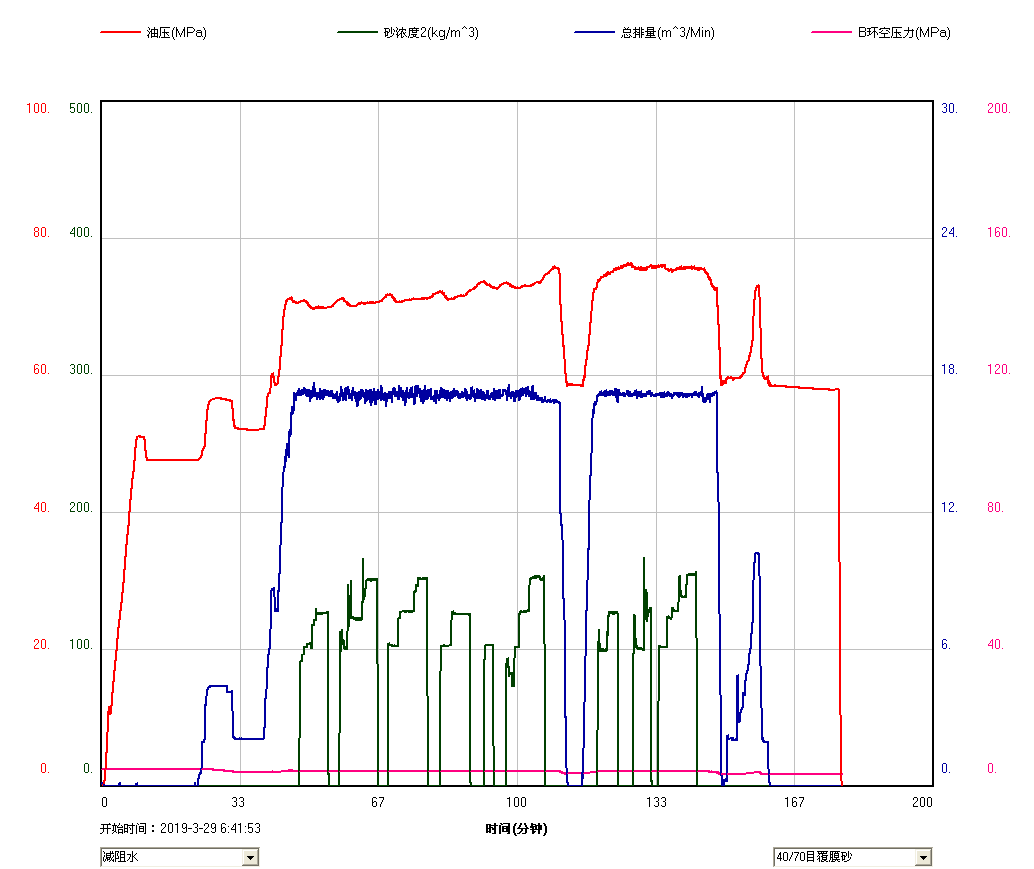 油压(MPa) 砂浓度2(kg/m^3) 总排量(m^3/Min) B环空压力(MPa)
100. 500. 30. 200.
80. 400. 24. 160.
60. 300. 18. 120.
40. 200. 12. 80.
20. 100. 6. 40.
0. 0. 0. 0.
0 33 67 100 133 167 200
开始时间：2019-3-29 6:41:53 时间(分钟)
减阻水 40/70目覆膜砂